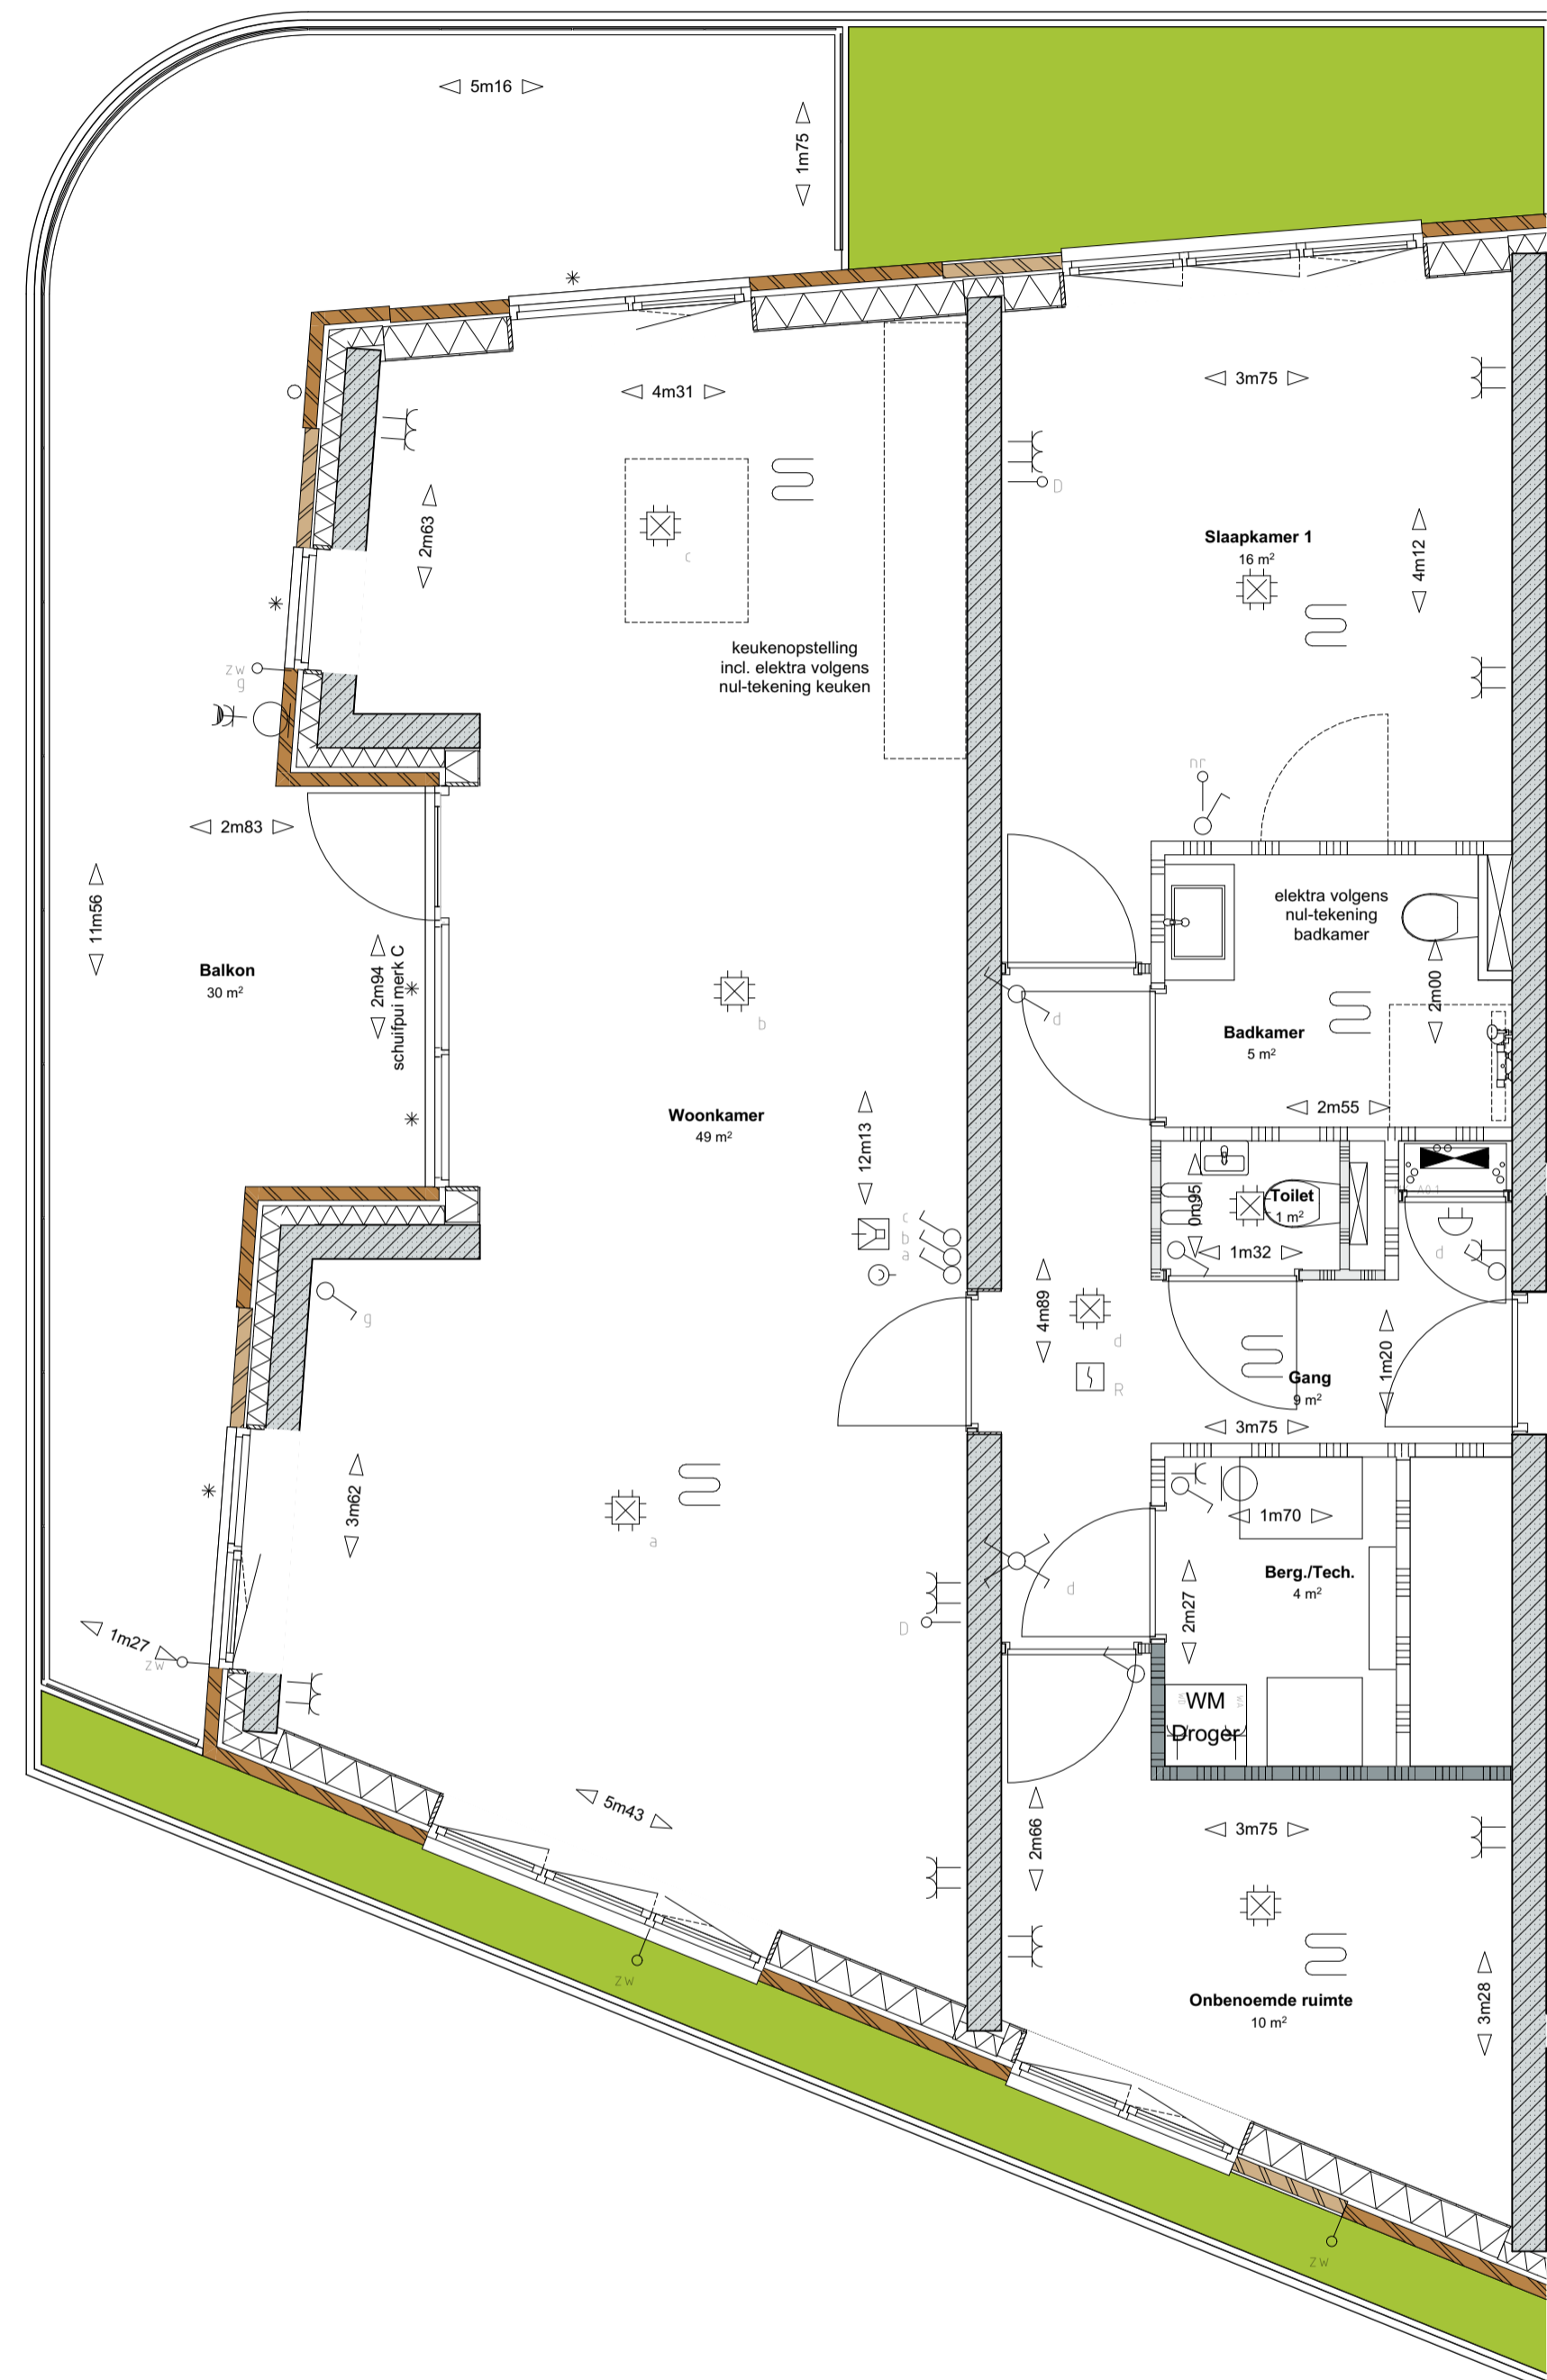 5m16
1m75
4m31
3m75
2m63
c
D
Slaapkamer 1
16 m²
4m12
keukenopstelling
incl. elektra volgens
nul-tekening keuken
zw
g
nr
2m83
11m56
Balkon
30 m²
2m94
schuifpui merk C
elektra volgens
nul-tekening
badkamer
2m00
b
d
Badkamer
5 m²
2m55
Woonkamer
49 m²
12m13
c
b
a
0m95
Toilet
1 m²
1m32
d
4m89
d
R
g
Gang
9 m²
1m20
3m75
3m62
a
1m70
Berg./Tech.
4 m²
2m27
d
D
1m27
zw
WM
Droger
5m43
2m66
3m75
zw
Onbenoemde ruimte
10 m²
3m28
zw